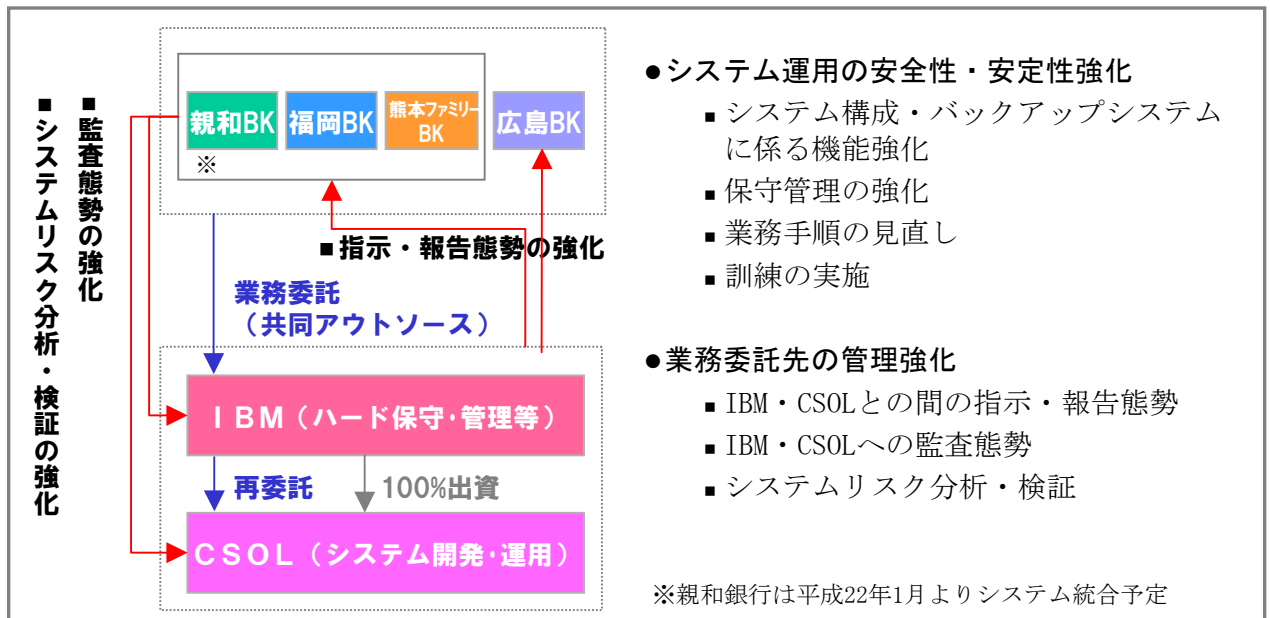 ■監査態勢の強化
■システムリスク分析・検証の強化
親和BK
福岡BK
熊本ファミリー
BK
広島BK
※
■指示・報告態勢の強化
業務委託
（共同アウトソース）
ＩＢＭ（ハード保守・管理等）
再委託
100%出資
ＣＳＯＬ（システム開発・運用）
●システム運用の安全性・安定性強化
■システム構成・バックアップシステム
に係る機能強化
■保守管理の強化
■業務手順の見直し
■訓練の実施
●業務委託先の管理強化
■IBM・CSOLとの間の指示・報告態勢
■IBM・CSOLへの監査態勢
■システムリスク分析・検証
※親和銀行は平成22年1月よりシステム統合予定